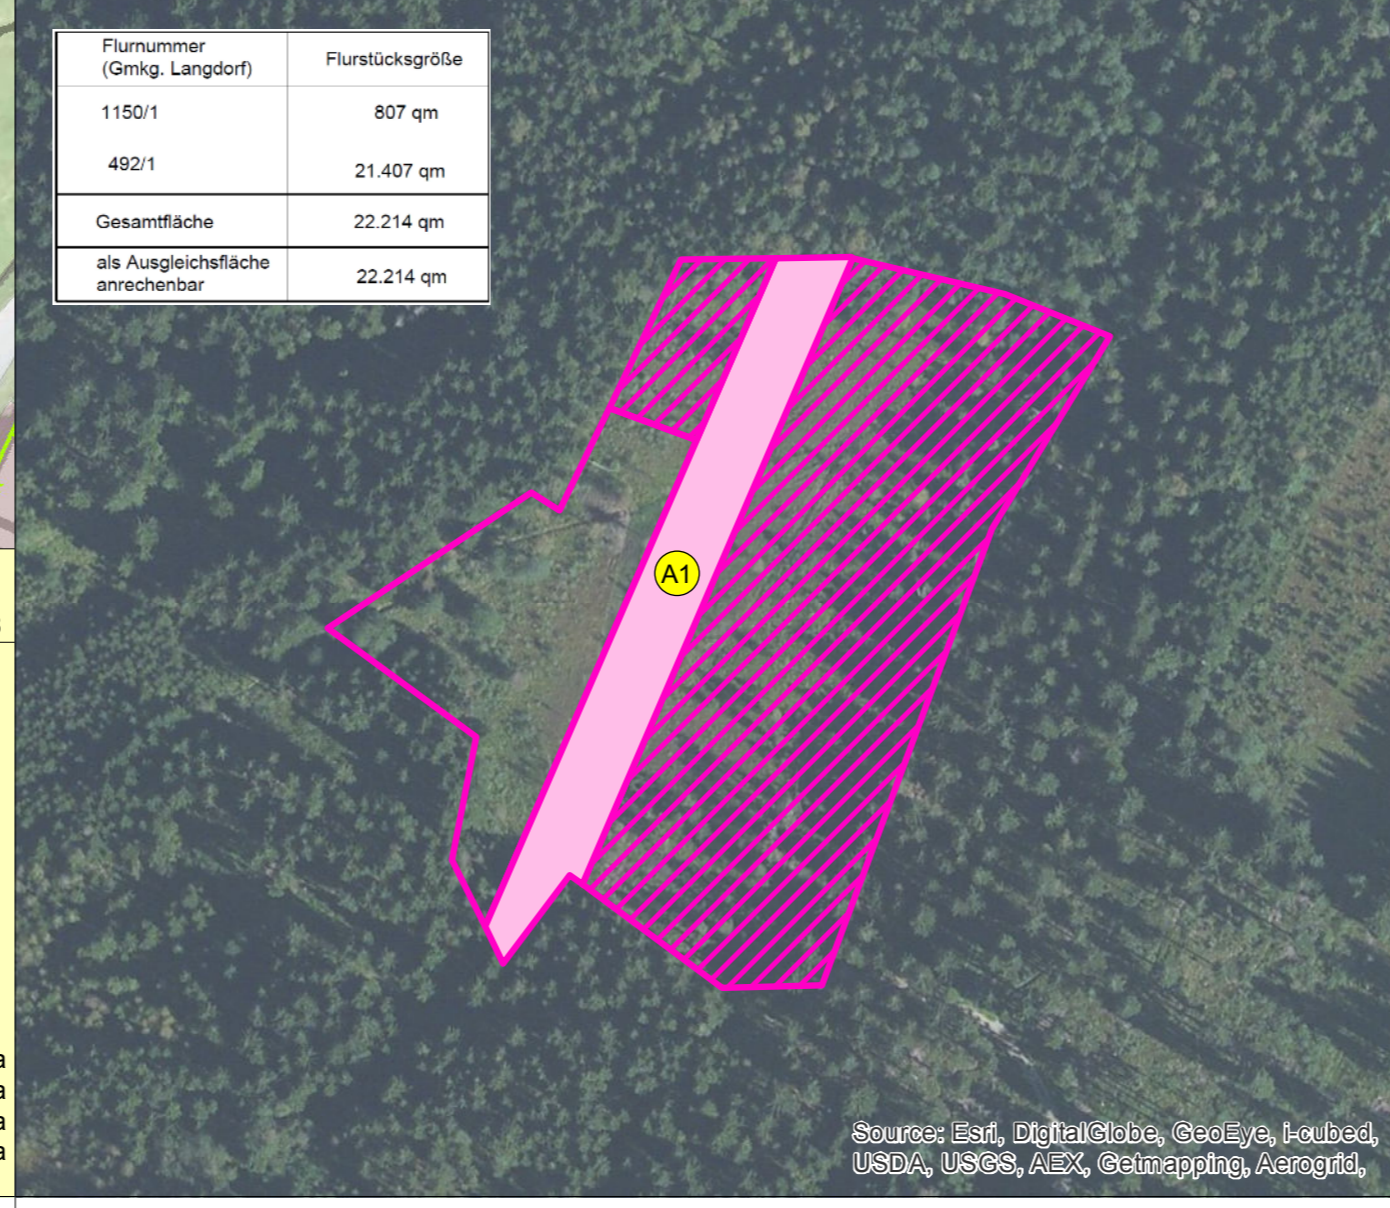 Flurnummer
(Gmkg. Langdorf)
Flurstücksgröße
1150/1
807 qm
492/1
21.407 qm
Gesamtfläche
22.214 qm
als Ausgleichsfläche
anrechenbar
22.214 qm
A1
a
a
a
a
Source: Esri, DigitalGlobe, GeoEye, i-cubed,
USDA, USGS, AEX, Getmapping, Aerogrid,